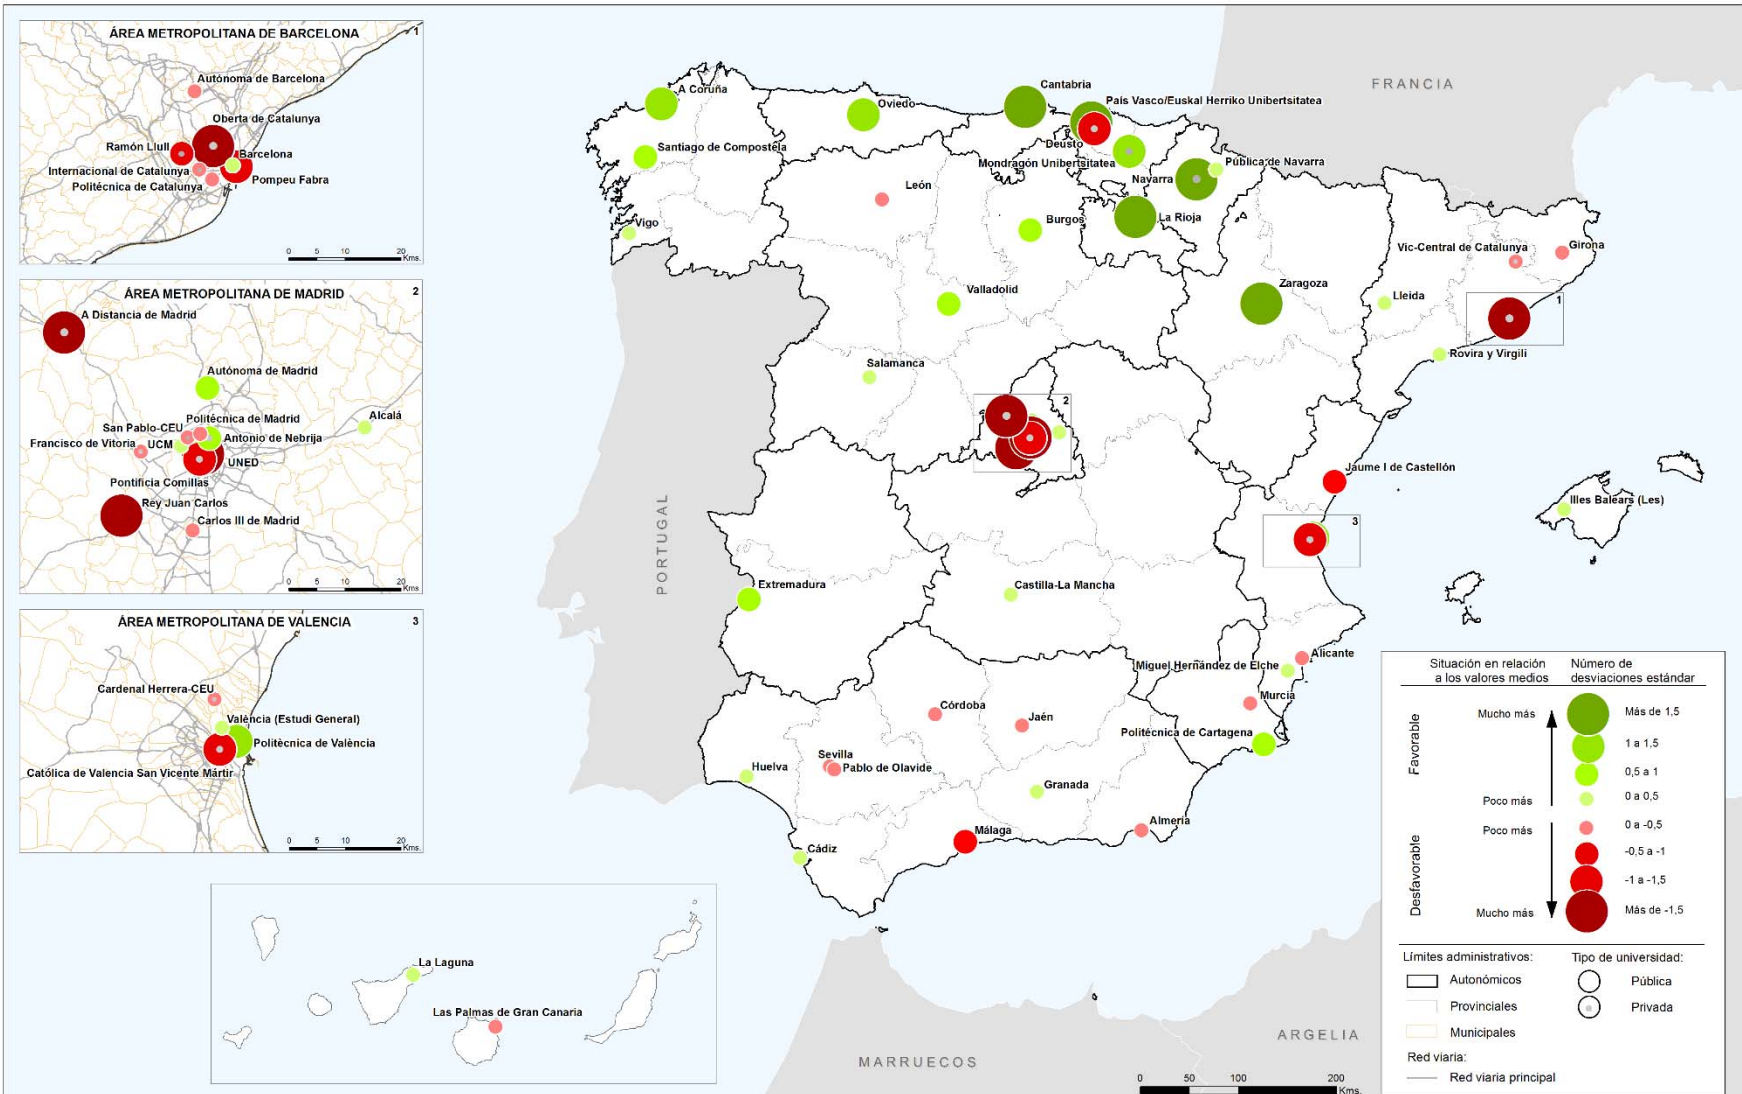 ÁREA METROPOLITANA DE BARCELONA
1
Autónoma de Barcelona
Oberta de Catalunya
Ramón Llull
Barcelona
Internacional de Catalunya
Politécnica de Catalunya
Pompeu Fabra
0 5 10 20
Kms.
ÁREA METROPOLITANA DE MADRID
2
A Distancia de Madrid
Autónoma de Madrid
Politécnica de Madrid
Alcalá
San Pablo-CEU
Antonio de Nebrija
Francisco de Vitoria
UCM
UNED
Pontificia Comillas
Rey Juan Carlos
Carlos III de Madrid
0 5 10 20
Kms.
ÁREA METROPOLITANA DE VALENCIA
3
Cardenal Herrera-CEU
València (Estudi General)
Politècnica de València
Católica de Valencia San Vicente Mártir
0 5 10 20
Kms.
FRANCIA
A Coruña
Oviedo
Cantabria
País Vasco/Euskal Herriko Unibertsitatea
Deusto
Santiago de Compostela
Mondragón Unibertsitatea
Pública de Navarra
León
Navarra
Vigo
Burgos
La Rioja
Vic-Central de Catalunya
Girona
Valladolid
Zaragoza
Lleida
1
Salamanca
Rovira y Virgili
2
Jaume I de Castellón
PORTUGAL
3
Illes Balears (Les)
Extremadura
Castilla-La Mancha
Alicante
Miguel Hernández de Elche
Murcia
Córdoba
Jaén
Politécnica de Cartagena
Sevilla
Pablo de Olavide
Huelva
Granada
Málaga
Almería
Cádiz
La Laguna
Las Palmas de Gran Canaria
MARRUECOS
ARGELIA
0 50 100 200
Kms.
Situación en relación
a los valores medios
Número de
desviaciones estándar
Favorable
Mucho más
Más de 1,5
1 a 1,5
0,5 a 1
Poco más
0 a 0,5
Desfavorable
Poco más
0 a -0,5
-0,5 a -1
-1 a -1,5
Mucho más
Más de -1,5
Límites administrativos:
Tipo de universidad:
Autonómicos
Pública
Provinciales
Privada
Municipales
Red viaria:
Red viaria principal